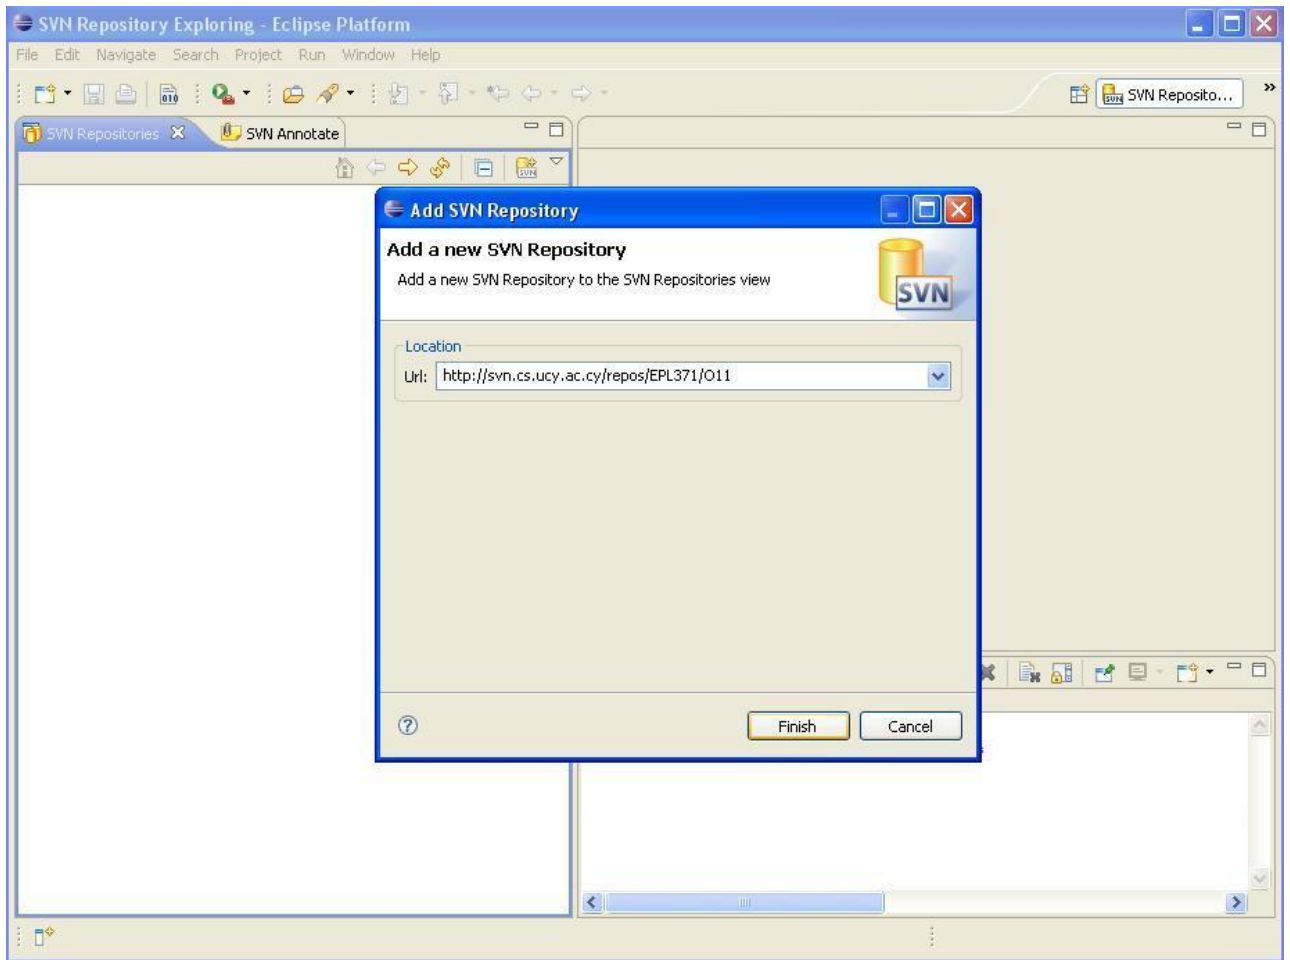 SVN Repository Exploring - Eclipse Platform
File Edit Navigate Search Project Run Window Help
SVN Reposito... »
SVN Repositories SVN Annotate
Add SVN Repository
Add a new SVN Repository
Add a new SVN Repository to the SVN Repositories view
SVN
Location
Url: http://svn.cs.ucy.ac.cy/repos/EPL371/O11
Finish Cancel